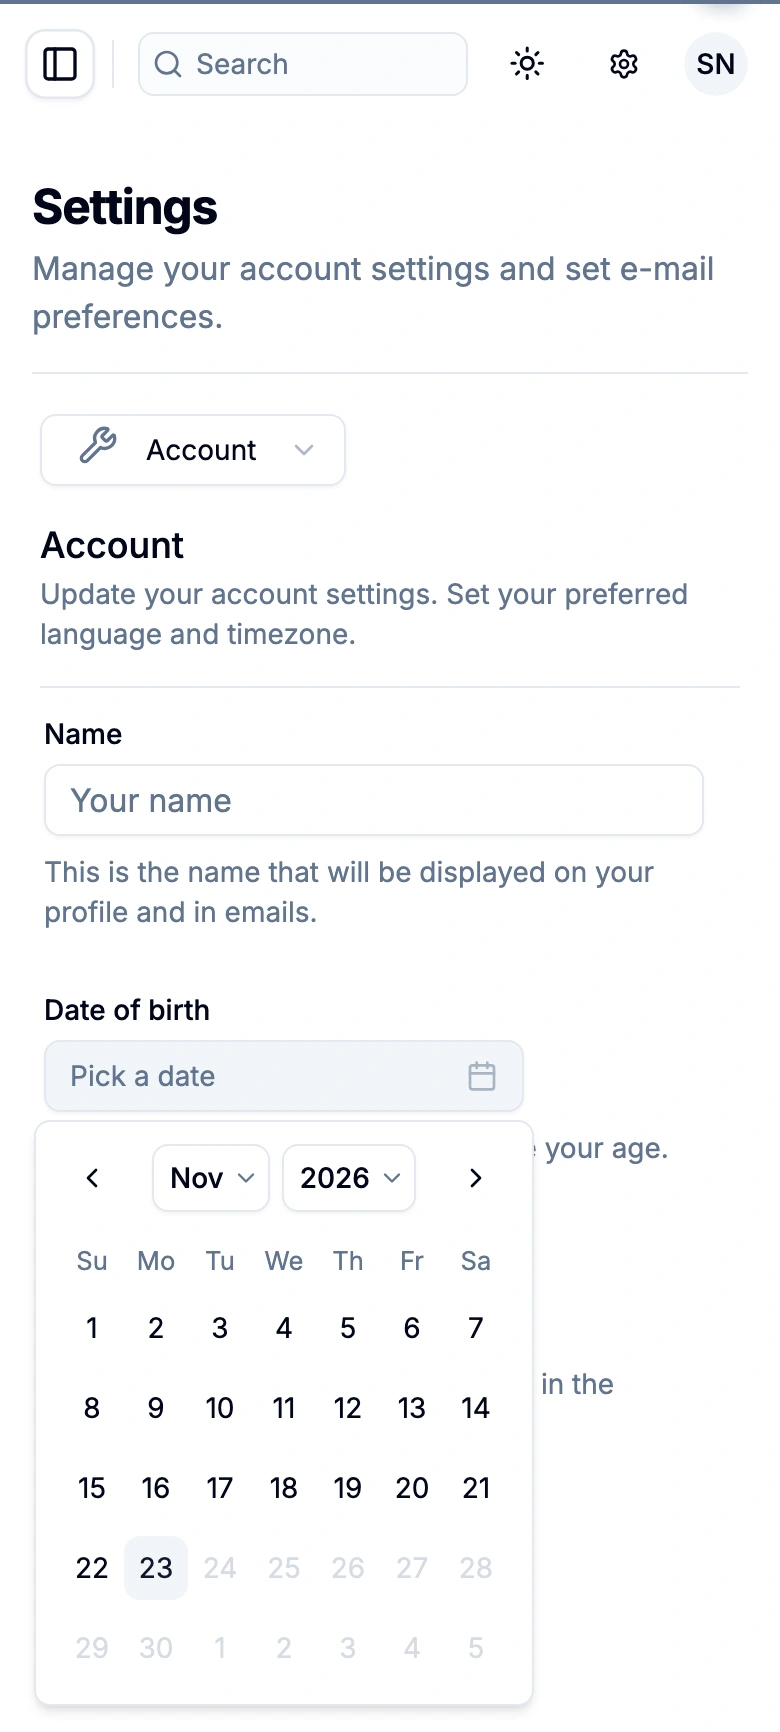 Search
SN
Settings
Manage your account settings and set e-mail
preferences.
Account
Account
Update your account settings. Set your preferred
language and timezone.
Name
Your name
This is the name that will be displayed on your
profile and in emails.
Date of birth
Pick a date
your age.
Nov 2026
Su Mo Tu We Th Fr Sa
1 2 3 4 5 6 7
in the
8 9 10 11 12 13 14
15 16 17 18 19 20 21
22 23 24 25 26 27 28
29 30 1 2 3 4 5